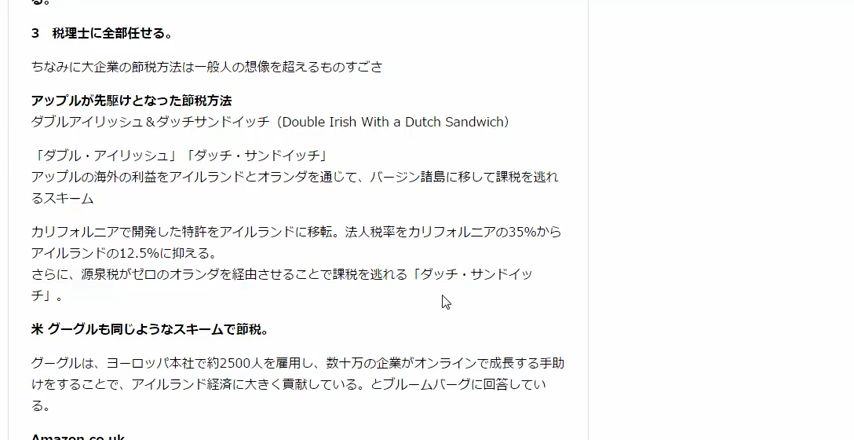 る。
3　税理士に全部任せる。
ちなみに大企業の節税方法は一般人の想像を超えるものすごさ
アップルが先駆けとなった節税方法
ダブルアイリッシュ＆ダッチサンドイッチ（Double Irish With a Dutch Sandwich）
「ダブル・アイリッシュ」「ダッチ・サンドイッチ」
アップルの海外の利益をアイルランドとオランダを通じて、バージン諸島に移して課税を逃れ
るスキーム
カリフォルニアで開発した特許をアイルランドに移転。法人税率をカリフォルニアの35%から
アイルランドの12.5%に抑える。
さらに、源泉税がゼロのオランダを経由させることで課税を逃れる「ダッチ・サンドイッ
チ」。
米 グーグルも同じようなスキームで節税。
グーグルは、ヨーロッパ本社で約2500人を雇用し、数十万の企業がオンラインで成長する手助
けをすることで、アイルランド経済に大きく貢献している。とブルームバーグに回答してい
る。
Amazon.co.uk